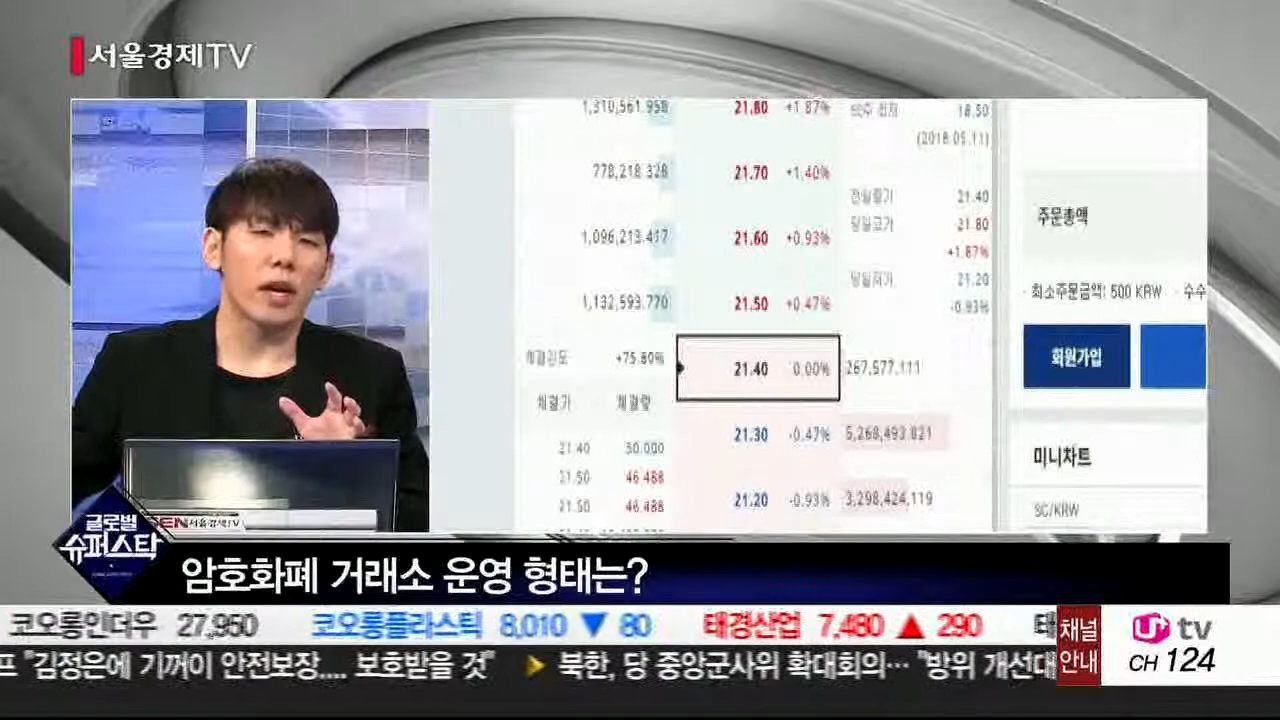 서울경제TV
1,310,561.958 21.80 +1.87% 18.50
(2018.05.11)
778,218.328 21.70 +1.40%
전일종가 21.40
당일고가 21.80
주문총액
1,096,213.417 21.60 +0.93%
+1.87%
당일저가 21.20
최소주문금액: 500 KRW · 수수
1,132,593.770 21.50 +0.47%
-0.93%
체결강도 +75.80%
21.40 0.00% 267,577,111
회원가입
체결가 체결량
21.30 -0.47% 5,268,493.821
21.40 50.000
미니차트
21.50 46.488
21.20 -0.93% 3,298,424.119
21.50 46.488
SC/KRW
SEN 서울경제TV
글로벌
슈퍼스탁
암호화폐 거래소 운영 형태는?
코오롱인더우 27,950 코오롱플라스틱 8,010 ▼ 80 태경산업 7,480 ▲ 290
채널
안내
U+ tv
CH 124
프 "김정은에 기꺼이 안전보장.... 보호받을 것" ▶ 북한, 당 중앙군사위 확대회의… "방위 개선대